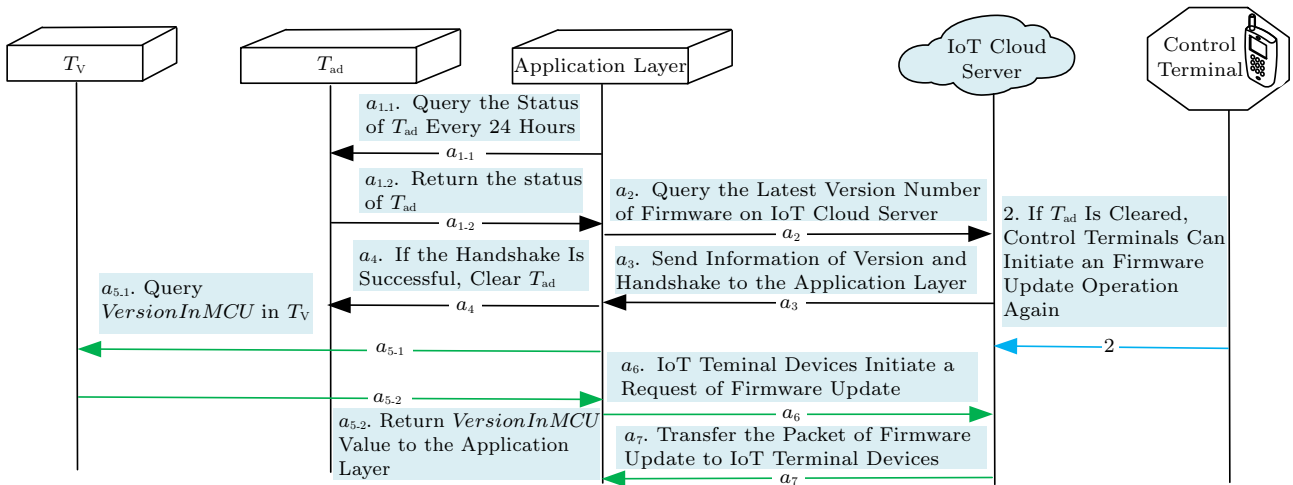 T_V
T_ad
Application Layer
IoT Cloud
Server
Control
Terminal
a_1-1. Query the Status
of T_ad Every 24 Hours
a_1-1
a_1-2. Return the status
of T_ad
a_1-2
a_2. Query the Latest Version Number
of Firmware on IoT Cloud Server
a_2
a_4. If the Handshake Is
Successful, Clear T_ad
a_4
a_3. Send Information of Version and
Handshake to the Application Layer
a_3
2. If T_ad Is Cleared,
Control Terminals Can
Initiate an Firmware
Update Operation
Again
2
a_5-1. Query
VersionInMCU in T_V
a_5-1
a_5-2
a_5-2. Return VersionInMCU
Value to the Application
Layer
a_6. IoT Teminal Devices Initiate a
Request of Firmware Update
a_6
a_7. Transfer the Packet of Firmware
Update to IoT Terminal Devices
a_7